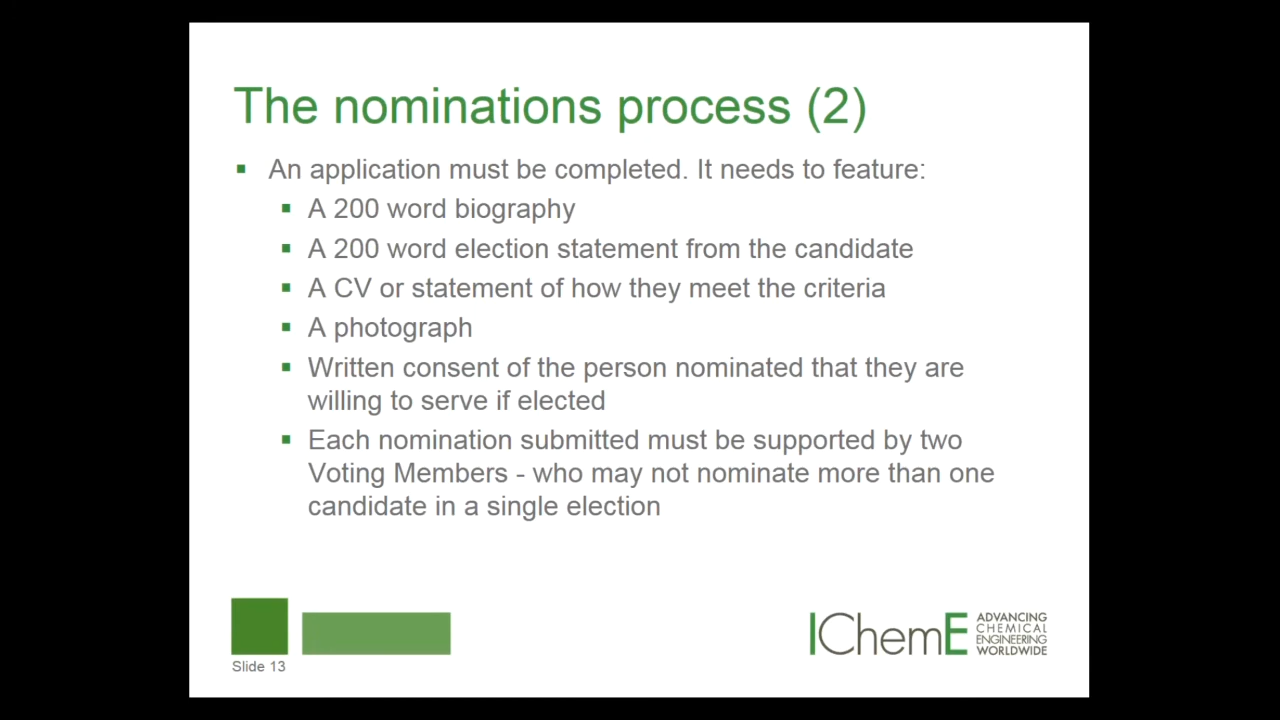 The nominations process (2)
▪ An application must be completed. It needs to feature:
▪ A 200 word biography
▪ A 200 word election statement from the candidate
▪ A CV or statement of how they meet the criteria
▪ A photograph
▪ Written consent of the person nominated that they are
willing to serve if elected
▪ Each nomination submitted must be supported by two
Voting Members - who may not nominate more than one
candidate in a single election
IChemE
ADVANCING
CHEMICAL
ENGINEERING
WORLDWIDE
Slide 13